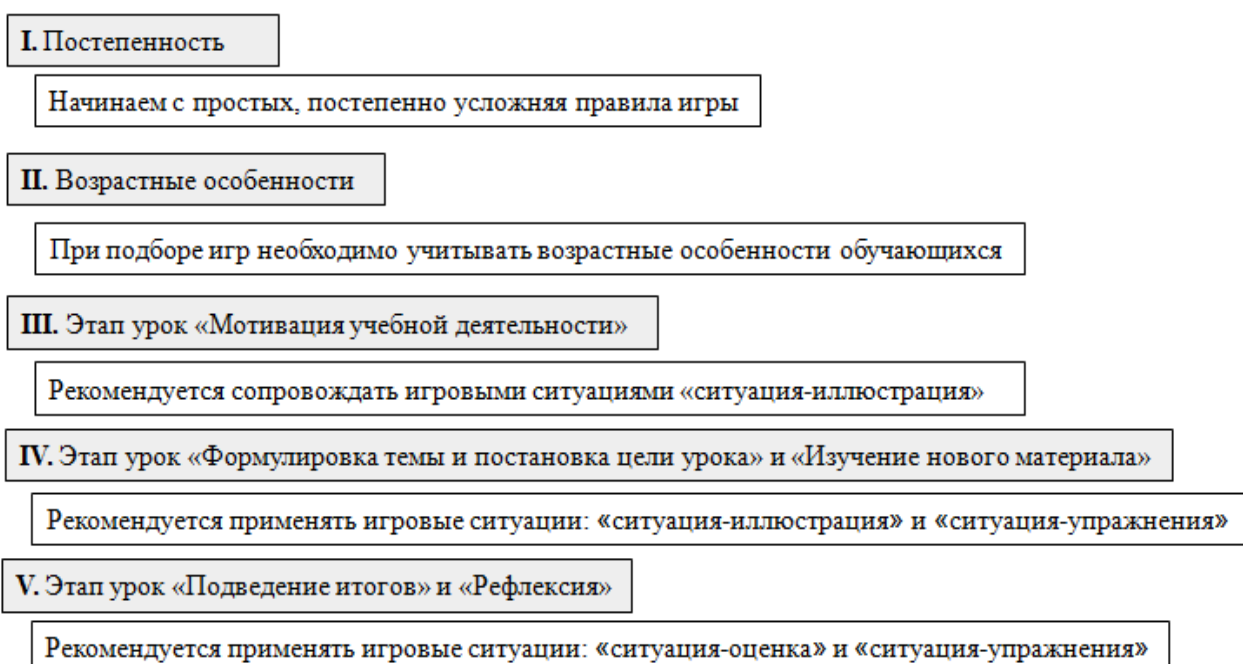 I. Постепенность
Начинаем с простых, постепенно усложняя правила игры
II. Возрастные особенности
При подборе игр необходимо учитывать возрастные особенности обучающихся
III. Этап урок «Мотивация учебной деятельности»
Рекомендуется сопровождать игровыми ситуациями «ситуация-иллюстрация»
IV. Этап урок «Формулировка темы и постановка цели урока» и «Изучение нового материала»
Рекомендуется применять игровые ситуации: «ситуация-иллюстрация» и «ситуация-упражнения»
V. Этап урок «Подведение итогов» и «Рефлексия»
Рекомендуется применять игровые ситуации: «ситуация-оценка» и «ситуация-упражнения»